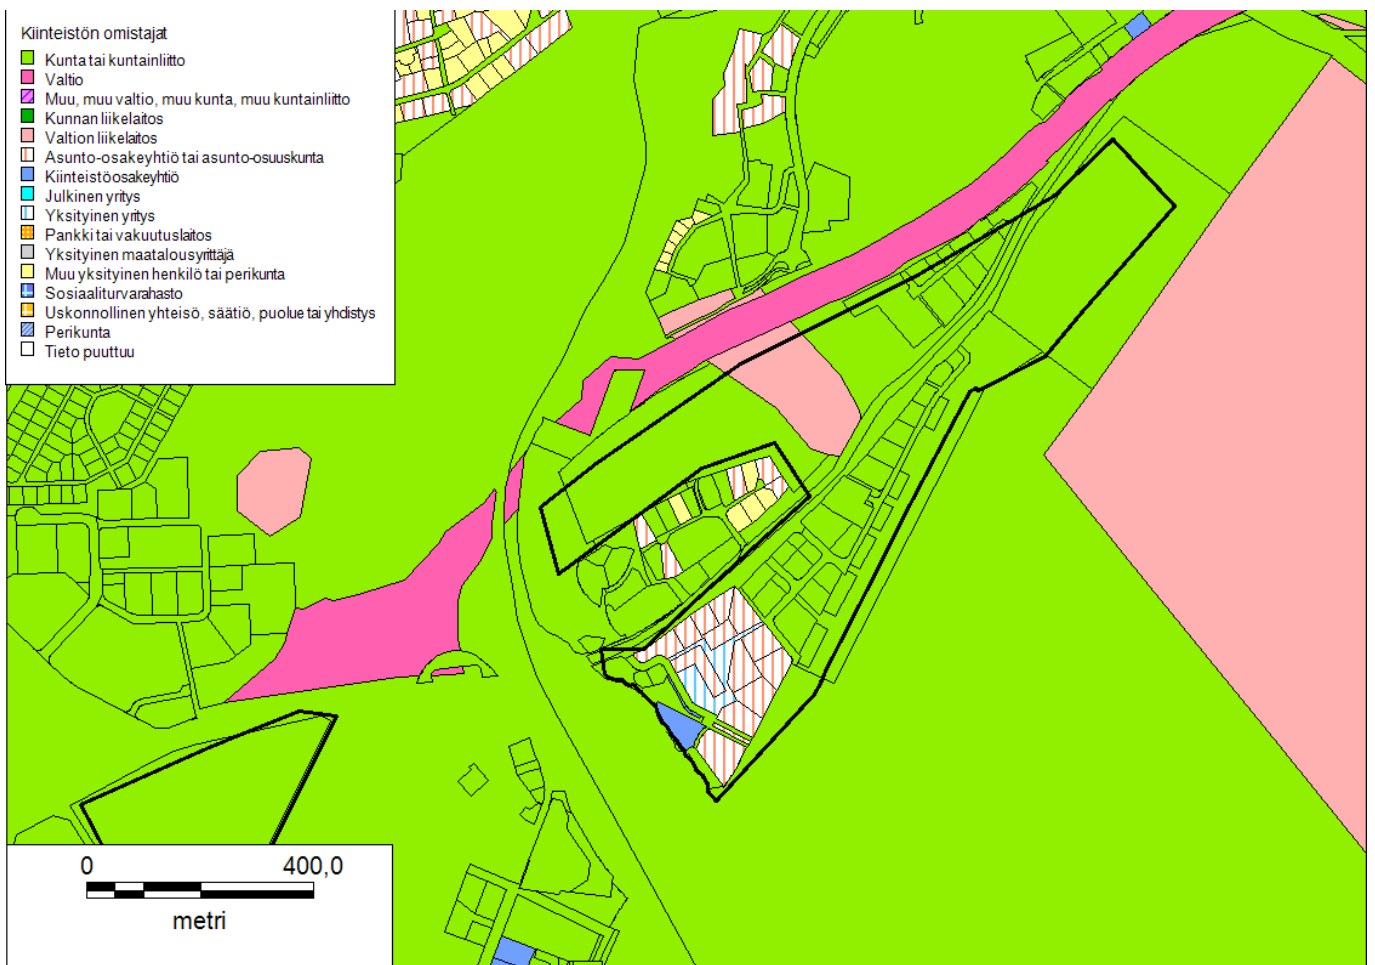 Kiinteistön omistajat
Kunta tai kuntainliitto
Valtio
Muu, muu valtio, muu kunta, muu kuntainliitto
Kunnan liikelaitos
Valtion liikelaitos
Asunto-osakeyhtiö tai asunto-osuuskunta
Kiinteistöosakeyhtiö
Julkinen yritys
Yksityinen yritys
Pankki tai vakuutuslaitos
Yksityinen maatalousyrittäjä
Muu yksityinen henkilö tai perikunta
Sosiaaliturvarahasto
Uskonnollinen yhteisö, säätiö, puolue tai yhdistys
Perikunta
Tieto puuttuu
0 400,0
metri